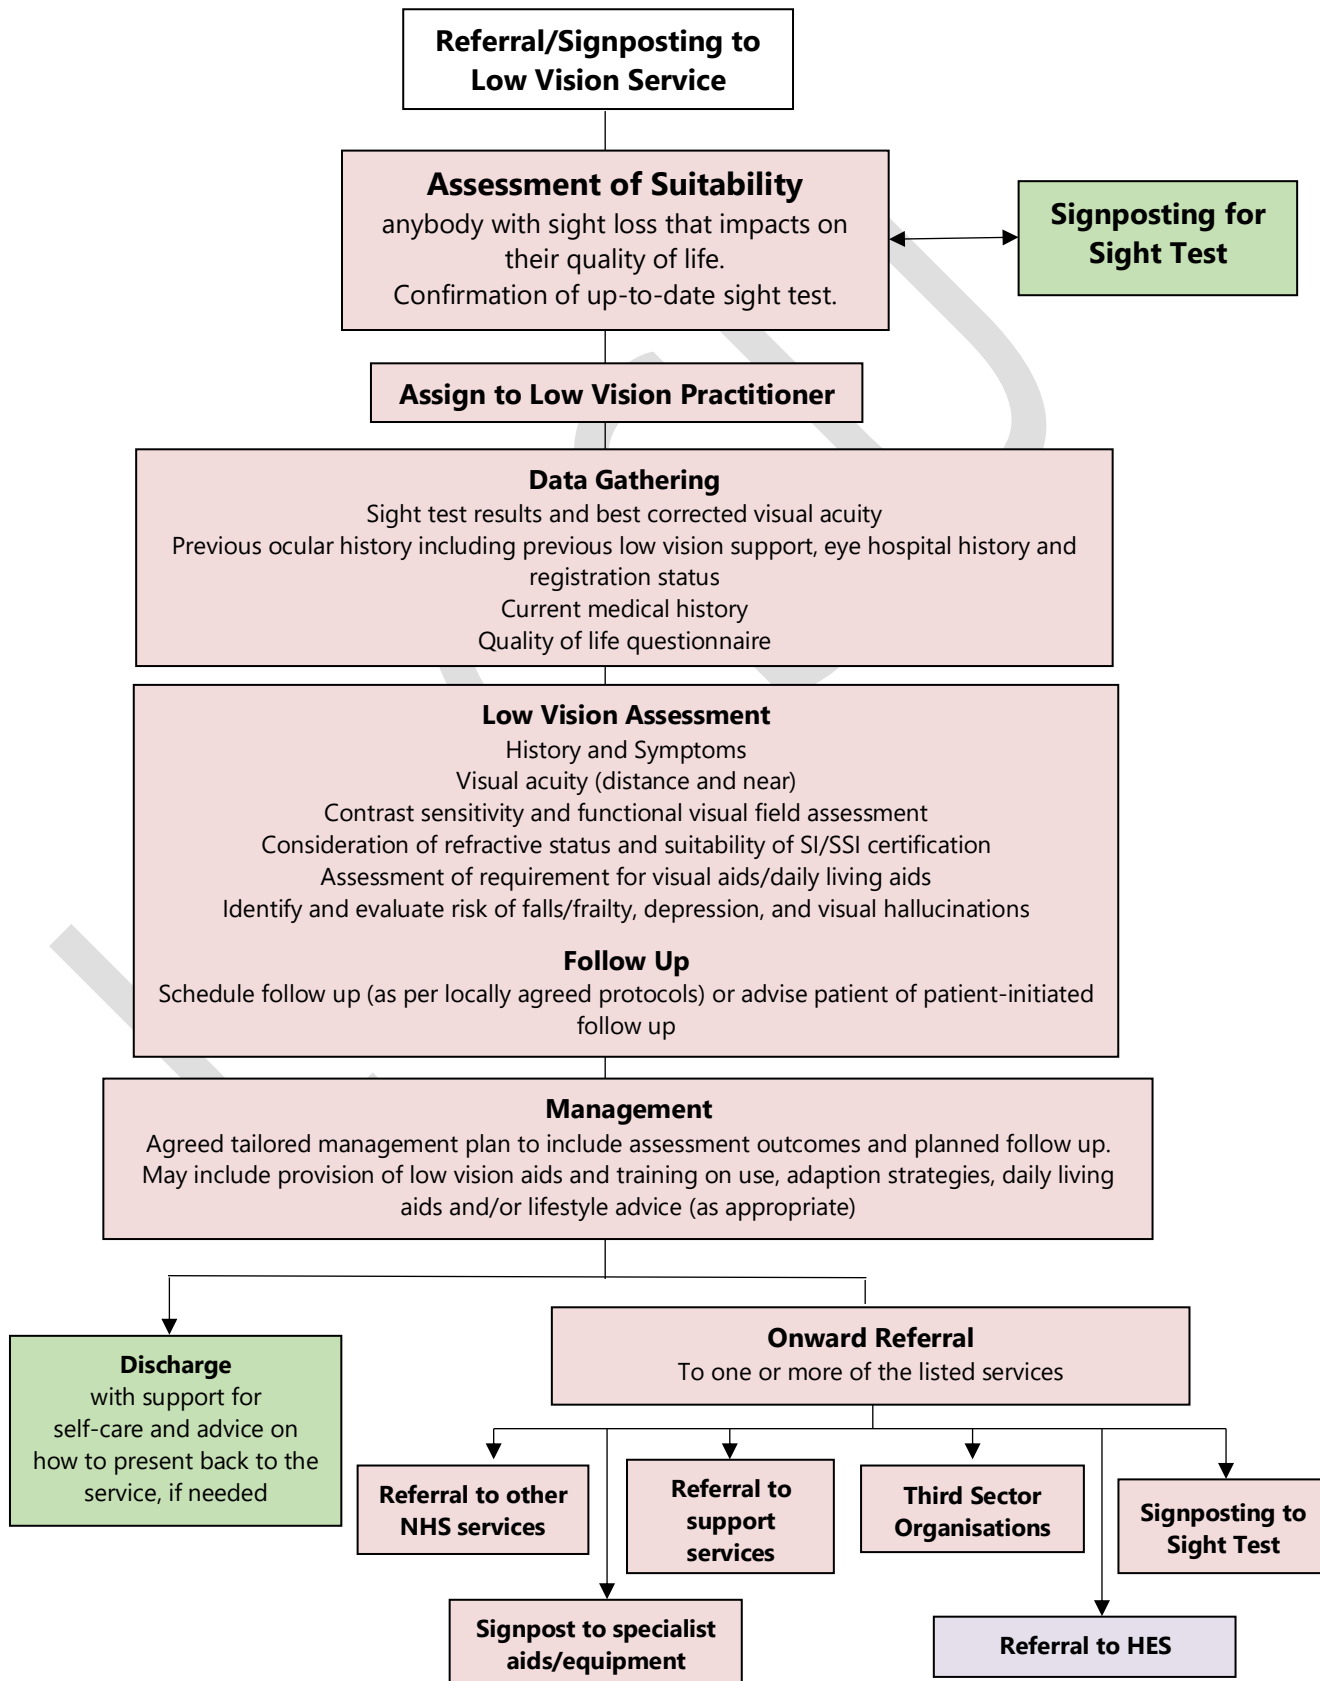 Referral/Signposting to
Low Vision Service
Assessment of Suitability
anybody with sight loss that impacts on
their quality of life.
Confirmation of up-to-date sight test.
Signposting for
Sight Test
Assign to Low Vision Practitioner
Data Gathering
Sight test results and best corrected visual acuity
Previous ocular history including previous low vision support, eye hospital history and
registration status
Current medical history
Quality of life questionnaire
Low Vision Assessment
History and Symptoms
Visual acuity (distance and near)
Contrast sensitivity and functional visual field assessment
Consideration of refractive status and suitability of SI/SSI certification
Assessment of requirement for visual aids/daily living aids
Identify and evaluate risk of falls/frailty, depression, and visual hallucinations
Follow Up
Schedule follow up (as per locally agreed protocols) or advise patient of patient-initiated
follow up
Management
Agreed tailored management plan to include assessment outcomes and planned follow up.
May include provision of low vision aids and training on use, adaption strategies, daily living
aids and/or lifestyle advice (as appropriate)
Discharge
with support for
self-care and advice on
how to present back to the
service, if needed
Onward Referral
To one or more of the listed services
Referral to other
NHS services
Referral to
support
services
Third Sector
Organisations
Signposting to
Sight Test
Signpost to specialist
aids/equipment
Referral to HES